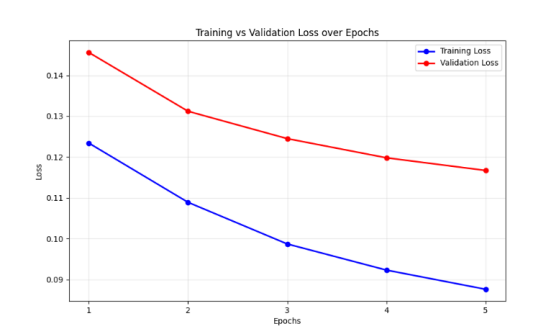 Training vs Validation Loss over Epochs
Training Loss
Validation Loss
0.14
0.13
0.12
0.11
0.10
0.09
Loss
1 2 3 4 5
Epochs